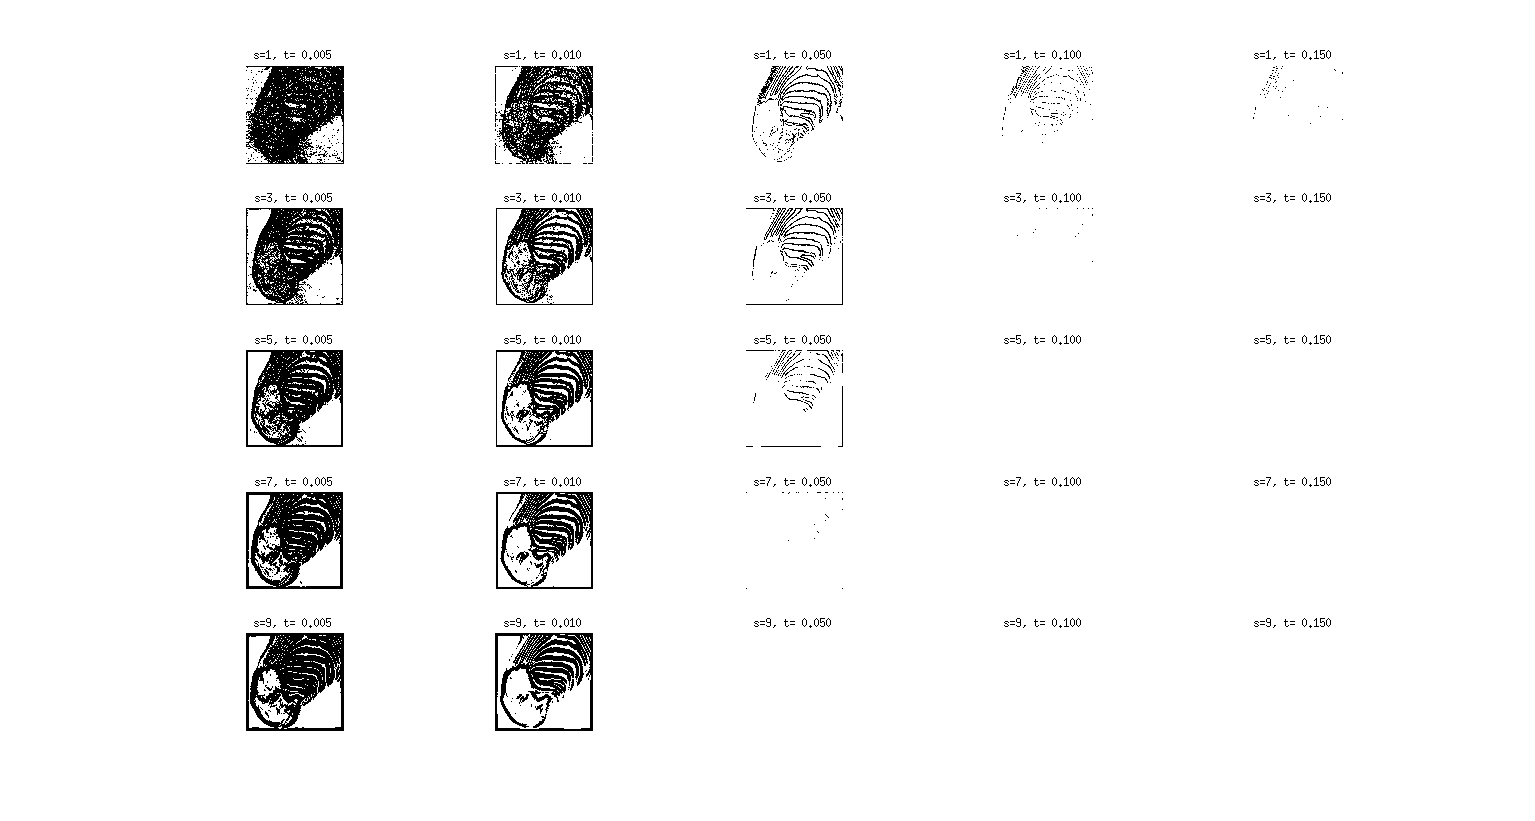 s=1, t= 0.005 s=1, t= 0.010 s=1, t= 0.050 s=1, t= 0.100 s=1, t= 0.150
s=3, t= 0.005 s=3, t= 0.010 s=3, t= 0.050 s=3, t= 0.100 s=3, t= 0.150
s=5, t= 0.005 s=5, t= 0.010 s=5, t= 0.050 s=5, t= 0.100 s=5, t= 0.150
s=7, t= 0.005 s=7, t= 0.010 s=7, t= 0.050 s=7, t= 0.100 s=7, t= 0.150
s=9, t= 0.005 s=9, t= 0.010 s=9, t= 0.050 s=9, t= 0.100 s=9, t= 0.150